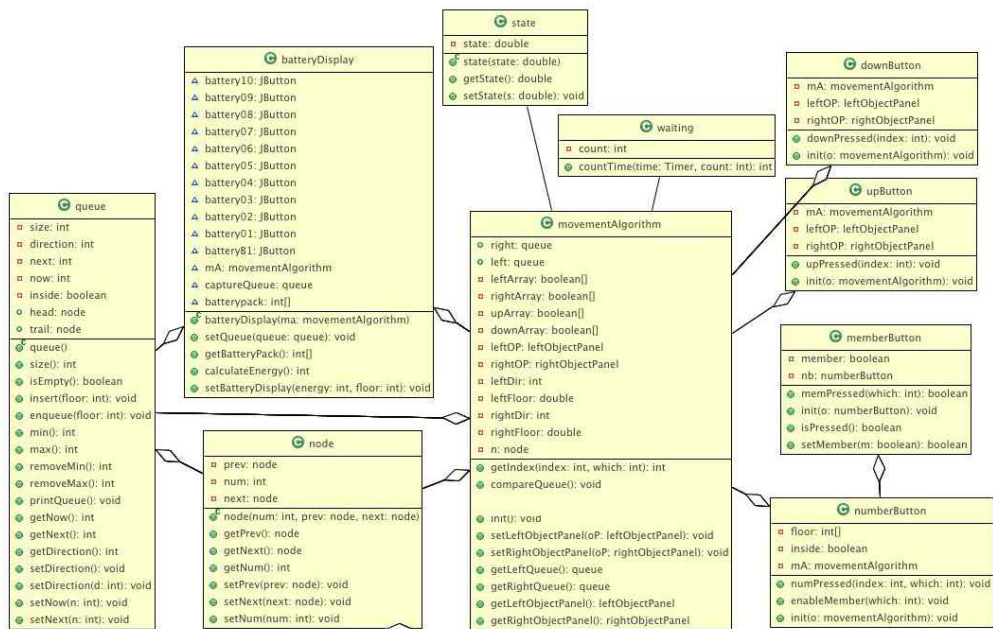 state
state: double
state(state: double)
getState(): double
setState(s: double): void
batteryDisplay
battery10: JButton
battery09: JButton
battery08: JButton
battery07: JButton
battery06: JButton
battery05: JButton
battery04: JButton
battery03: JButton
battery02: JButton
battery01: JButton
batteryB1: JButton
mA: movementAlgorithm
captureQueue: queue
batterypack: int[]
batteryDisplay(ma: movementAlgorithm)
setQueue(queue: queue): void
getBatteryPack(): int[]
calculateEnergy(): int
setBatteryDisplay(energy: int, floor: int): void
downButton
mA: movementAlgorithm
leftOP: leftObjectPanel
rightOP: rightObjectPanel
downPressed(index: int): void
init(o: movementAlgorithm): void
waiting
count: int
countTime(time: Timer, count: int): int
upButton
mA: movementAlgorithm
leftOP: leftObjectPanel
rightOP: rightObjectPanel
upPressed(index: int): void
init(o: movementAlgorithm): void
queue
size: int
direction: int
next: int
now: int
inside: boolean
head: node
trail: node
queue()
size(): int
isEmpty(): boolean
insert(floor: int): void
enqueue(floor: int): void
min(): int
max(): int
removeMin(): int
removeMax(): int
printQueue(): void
getNow(): int
getNext(): int
getDirection(): int
setDirection(): void
setDirection(d: int): void
setNow(n: int): void
setNext(n: int): void
movementAlgorithm
right: queue
left: queue
leftArray: boolean[]
rightArray: boolean[]
upArray: boolean[]
downArray: boolean[]
leftOP: leftObjectPanel
rightOP: rightObjectPanel
leftDir: int
leftFloor: double
rightDir: int
rightFloor: double
n: node
getIndex(index: int, which: int): int
compareQueue(): void
init(): void
setLeftObjectPanel(oP: leftObjectPanel): void
setRightObjectPanel(oP: rightObjectPanel): void
getLeftQueue(): queue
getRightQueue(): queue
getLeftObjectPanel(): leftObjectPanel
getRightObjectPanel(): rightObjectPanel
memberButton
member: boolean
nb: numberButton
memPressed(which: int): void
init(o: numberButton): void
isPressed(): boolean
setMember(m: boolean): boolean
node
prev: node
num: int
next: node
node(num: int, prev: node, next: node)
getPrev(): node
getNext(): node
getNum(): int
setPrev(prev: node): void
setNext(next: node): void
setNum(num: int): void
numberButton
floor: int[]
inside: boolean
mA: movementAlgorithm
numPressed(index: int, which: int): void
enableMember(which: int): void
init(o: movementAlgorithm): void